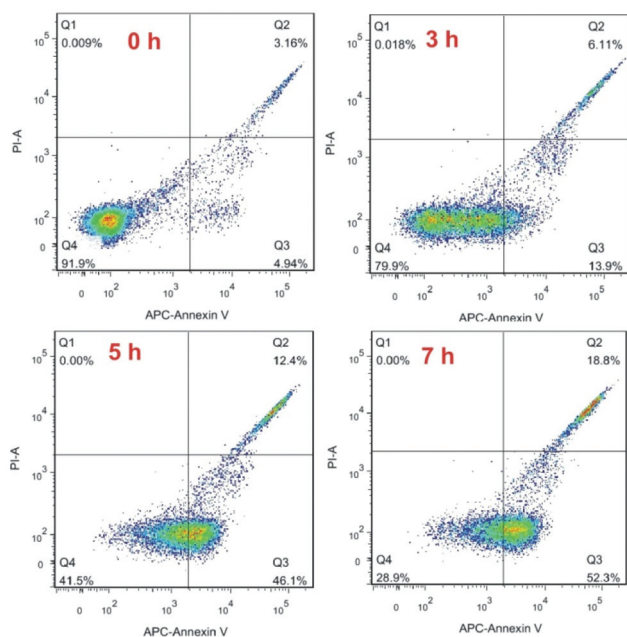 Q1
0.009%
0 h
Q2
3.16%
PI-A
10^5
10^4
10^3
10^2
0
Q4
91.9%
Q3
4.94%
0 10^2 10^3 10^4 10^5
APC-Annexin V
Q1
0.018%
3 h
Q2
6.11%
PI-A
10^5
10^4
10^3
10^2
0
Q4
79.9%
Q3
13.9%
0 10^2 10^3 10^4 10^5
APC-Annexin V
Q1
0.00%
5 h
Q2
12.4%
PI-A
10^5
10^4
10^3
10^2
0
Q4
41.5%
Q3
46.1%
0 10^2 10^3 10^4 10^5
APC-Annexin V
Q1
0.00%
7 h
Q2
18.8%
PI-A
10^5
10^4
10^3
10^2
0
Q4
28.9%
Q3
52.3%
0 10^2 10^3 10^4 10^5
APC-Annexin V